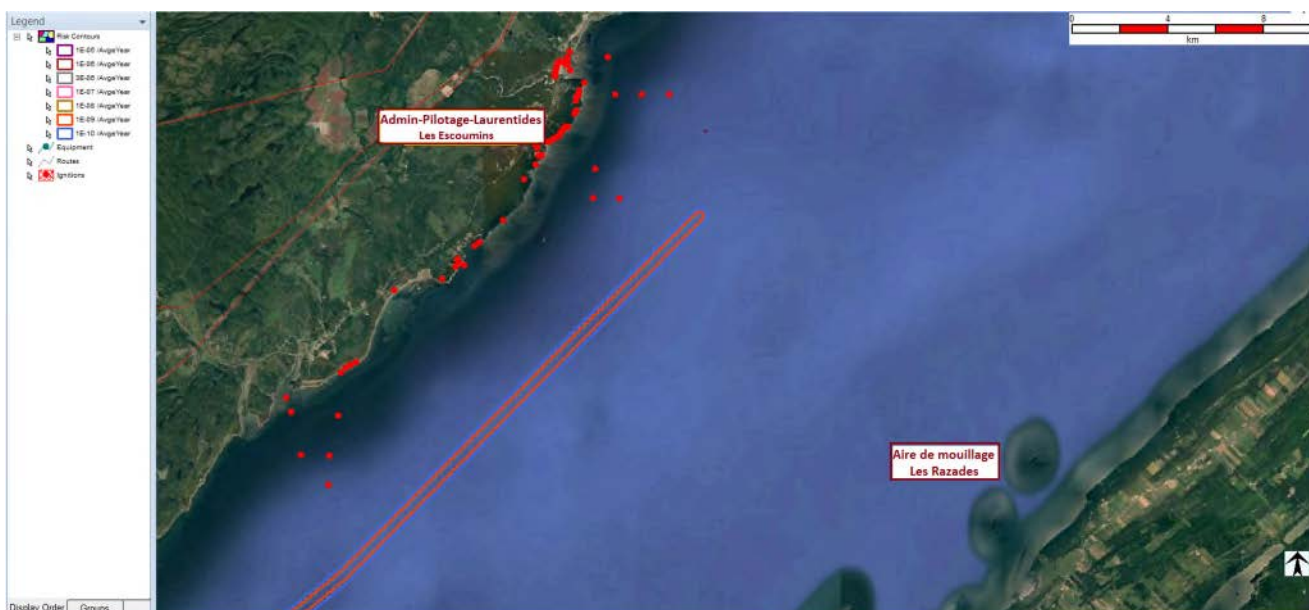 Legend
Risk Contours
1E-05 /AvgeYear
1E-06 /AvgeYear
3E-06 /AvgeYear
1E-07 /AvgeYear
1E-08 /AvgeYear
1E-09 /AvgeYear
1E-10 /AvgeYear
Equipment
Routes
Ignitions
0 4 8
km
Admin-Pilotage-Laurentides
Les Escoumins
Aire de mouillage
Les Razades
Display Order Groups